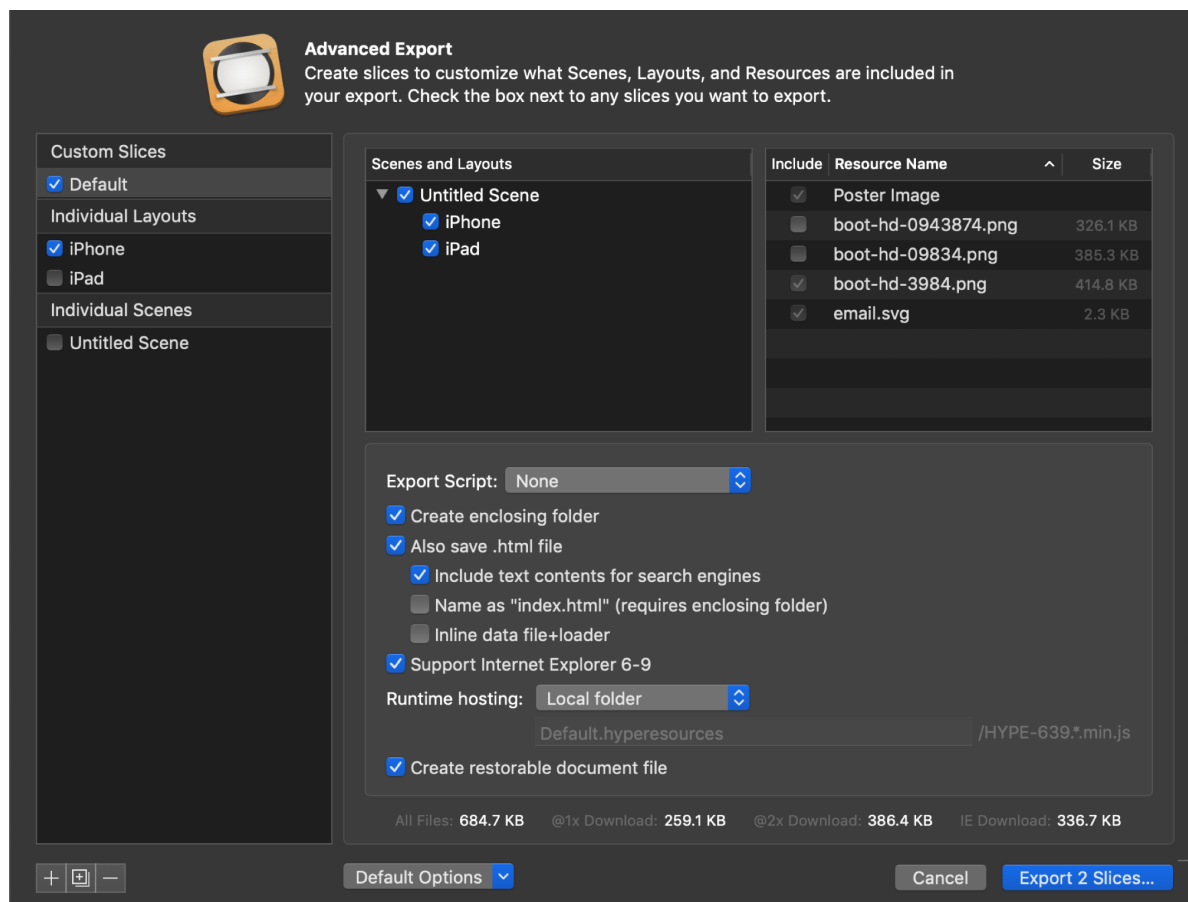 Advanced Export
Create slices to customize what Scenes, Layouts, and Resources are included in
your export. Check the box next to any slices you want to export.
Custom Slices
Default
Individual Layouts
iPhone
iPad
Individual Scenes
Untitled Scene
Scenes and Layouts
Untitled Scene
iPhone
iPad
Include Resource Name Size
Poster Image
boot-hd-0943874.png 326.1 KB
boot-hd-09834.png 385.3 KB
boot-hd-3984.png 414.8 KB
email.svg 2.3 KB
Export Script: None
Create enclosing folder
Also save .html file
Include text contents for search engines
Name as "index.html" (requires enclosing folder)
Inline data file+loader
Support Internet Explorer 6-9
Runtime hosting: Local folder
Default.hyperesources /HYPE-639.*.min.js
Create restorable document file
All Files: 684.7 KB @1x Download: 259.1 KB @2x Download: 386.4 KB IE Download: 336.7 KB
Default Options Cancel Export 2 Slices...